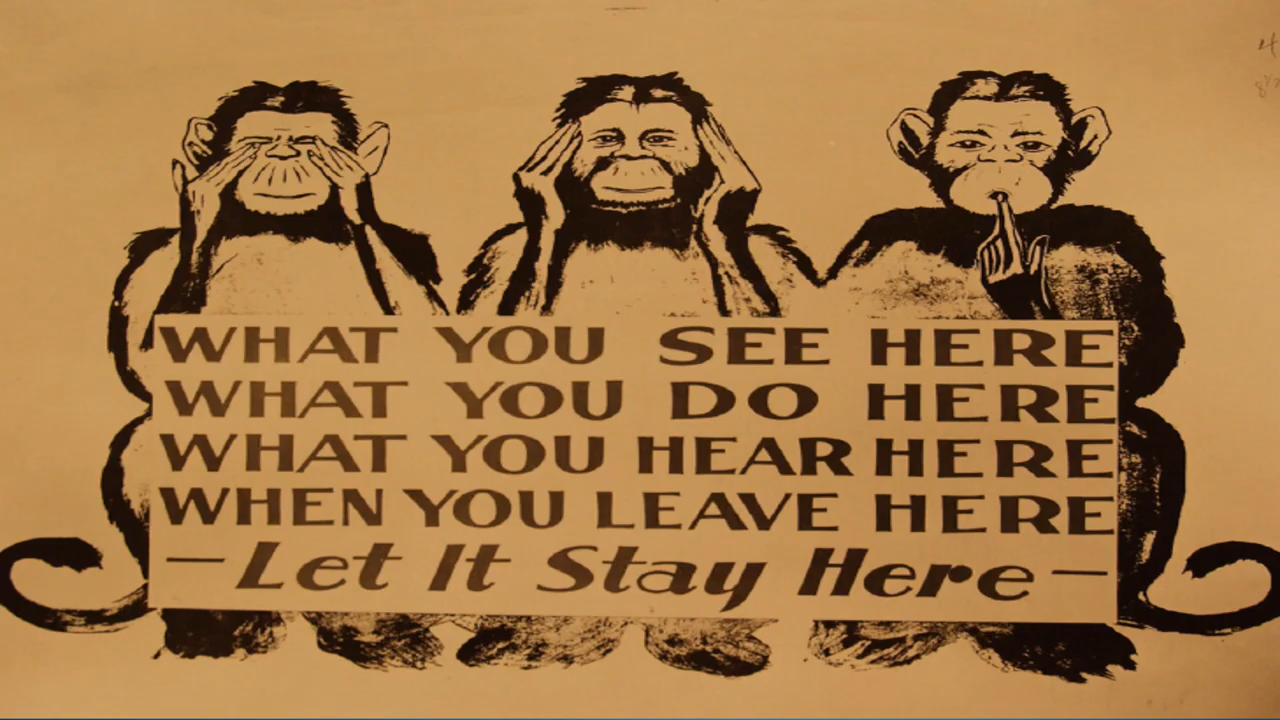 WHAT YOU SEE HERE
WHAT YOU DO HERE
WHAT YOU HEAR HERE
WHEN YOU LEAVE HERE
—Let It Stay Here—